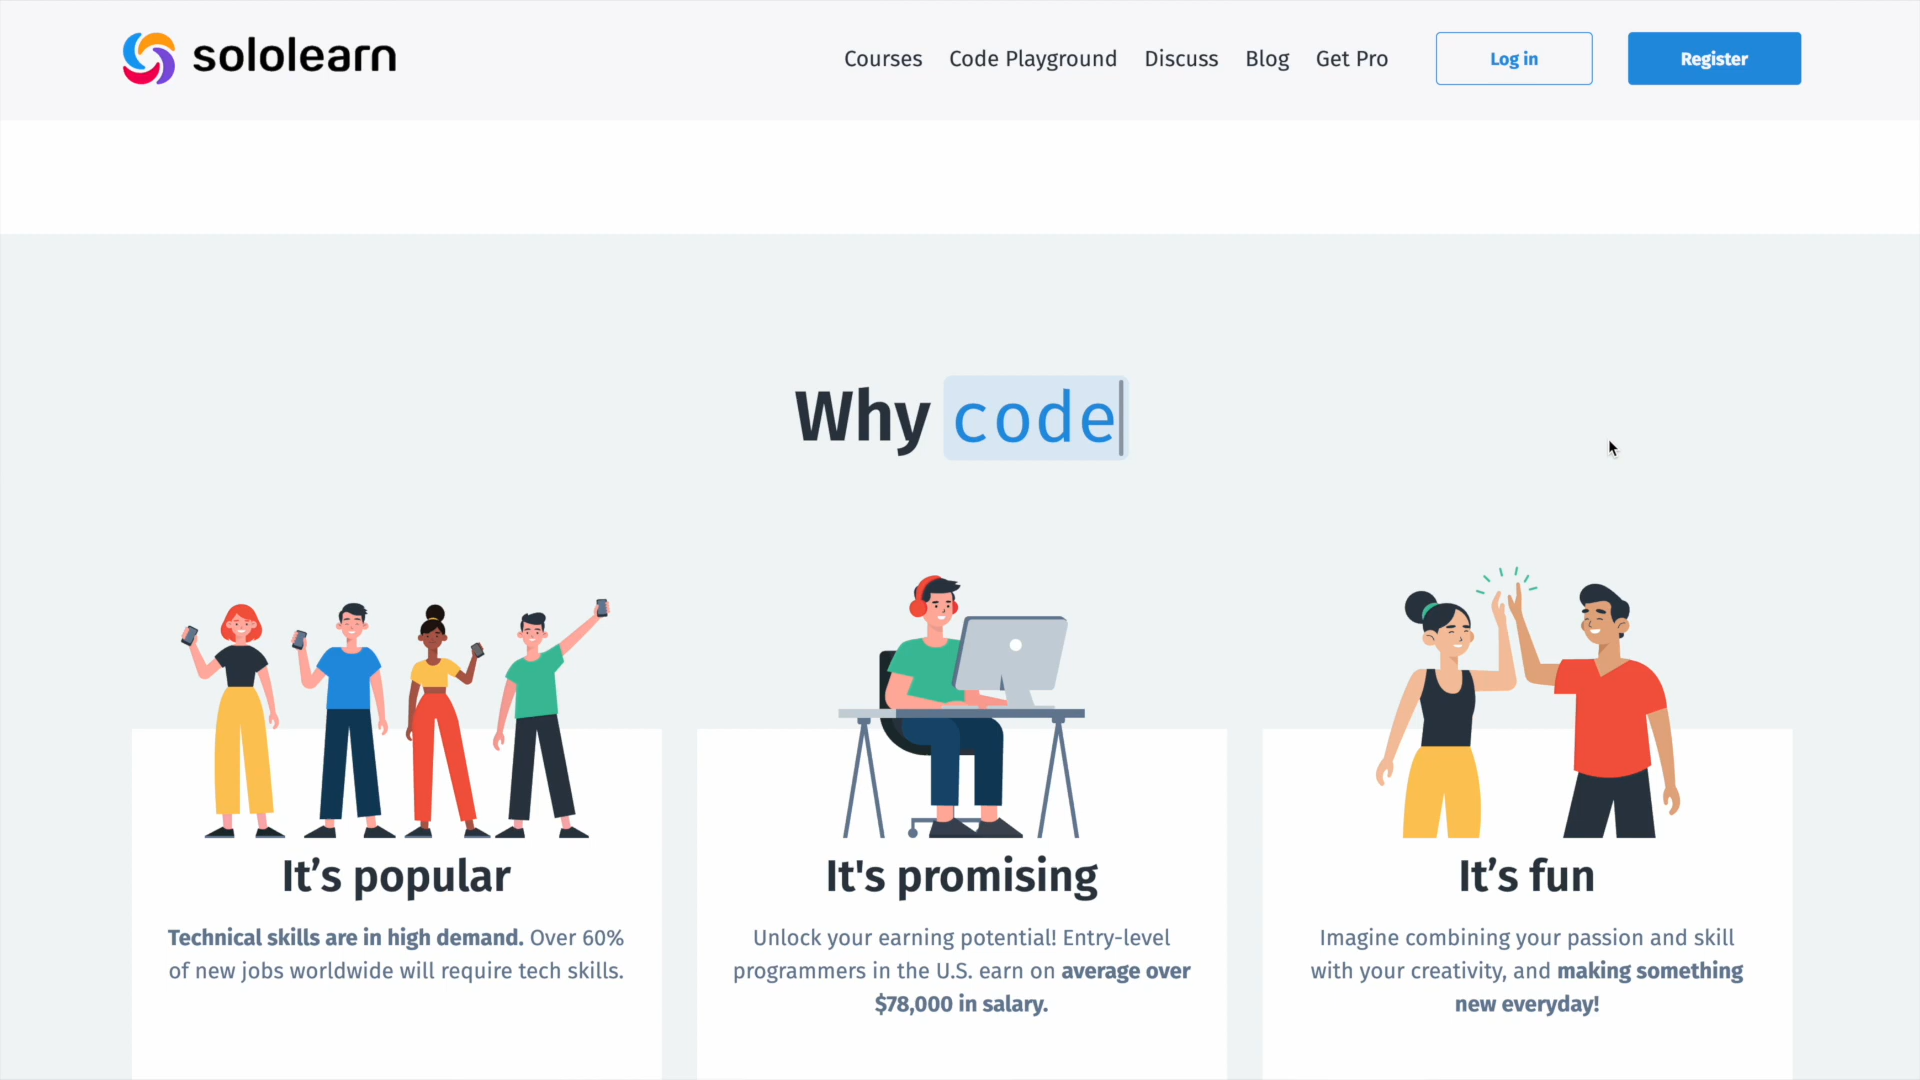 sololearn
Courses Code Playground Discuss Blog Get Pro Log in Register
Why code
It’s popular
Technical skills are in high demand. Over 60%
of new jobs worldwide will require tech skills.
It's promising
Unlock your earning potential! Entry-level
programmers in the U.S. earn on average over
$78,000 in salary.
It’s fun
Imagine combining your passion and skill
with your creativity, and making something
new everyday!